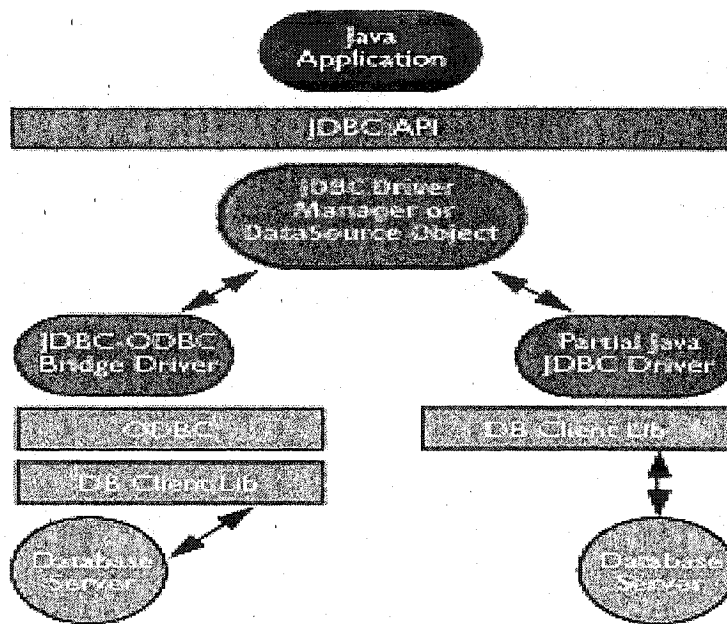 Java
Application
JDBC API
JDBC Driver
Manager or
DataSource Object
JDBC-ODBC
Bridge Driver
Partial Java
JDBC Driver
ODBC
DB Client Lib
DB Client Lib
Database
Server
Database
Server